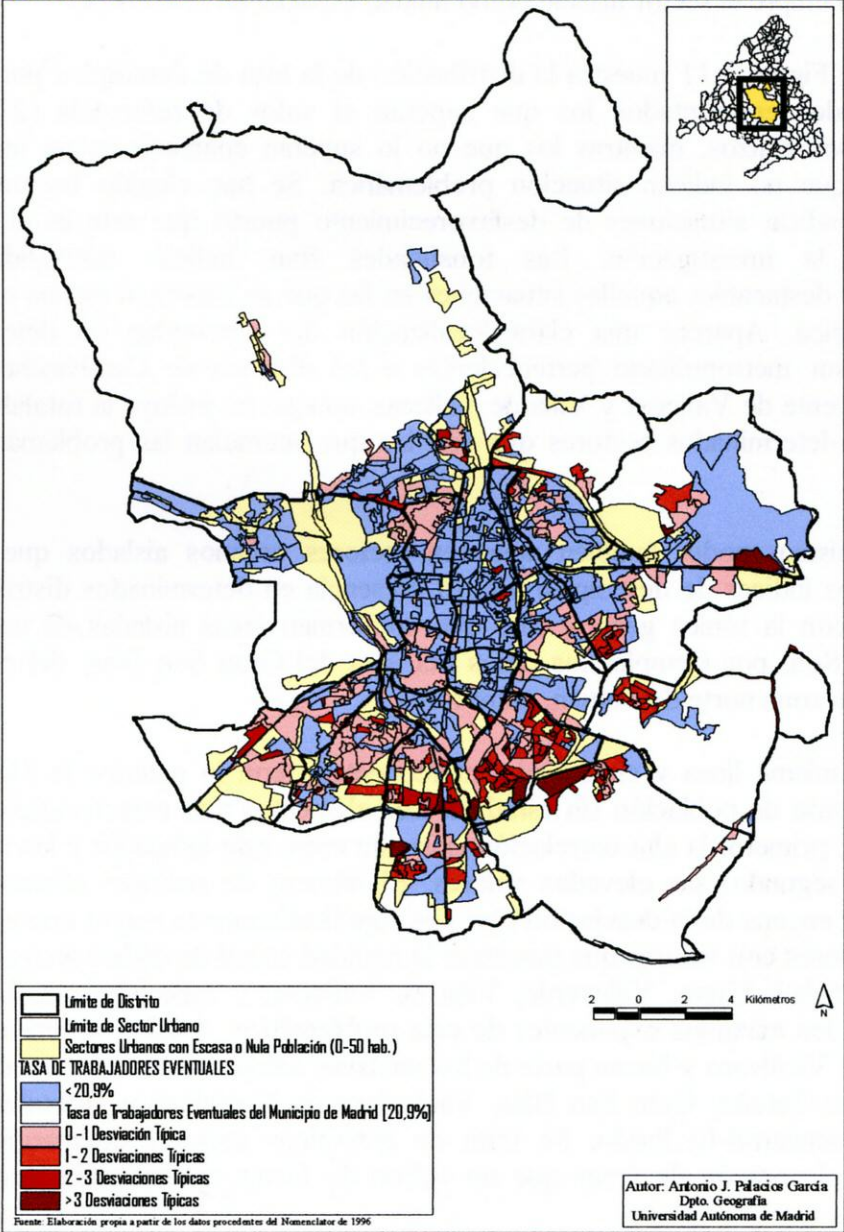 2 0 2 4 Kilómetros
N
Límite de Distrito
Límite de Sector Urbano
Sectores Urbanos con Escasa o Nula Población (0-50 hab.)
TASA DE TRABAJADORES EVENTUALES
<20,9%
Tasa de Trabajadores Eventuales del Municipio de Madrid [20,9%]
0 - 1 Desviación Típica
1 - 2 Desviaciones Típicas
2 - 3 Desviaciones Típicas
>3 Desviaciones Típicas
Autor: Antonio J. Palacios García
Dpto. Geografía
Universidad Autónoma de Madrid
Fuente: Elaboración propia a partir de los datos procedentes del Nomenclator de 1996